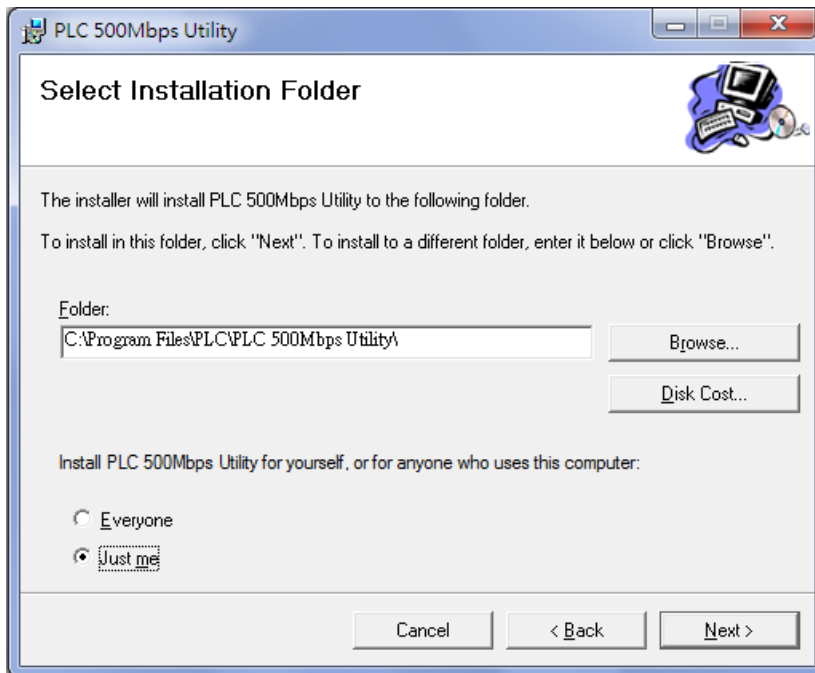 PLC 500Mbps Utility
Select Installation Folder
The installer will install PLC 500Mbps Utility to the following folder.
To install in this folder, click "Next". To install to a different folder, enter it below or click "Browse".
Folder:
C:\Program Files\PLC\PLC 500Mbps Utility\
Browse...
Disk Cost...
Install PLC 500Mbps Utility for yourself, or for anyone who uses this computer:
Everyone
Just me
Cancel
< Back
Next >